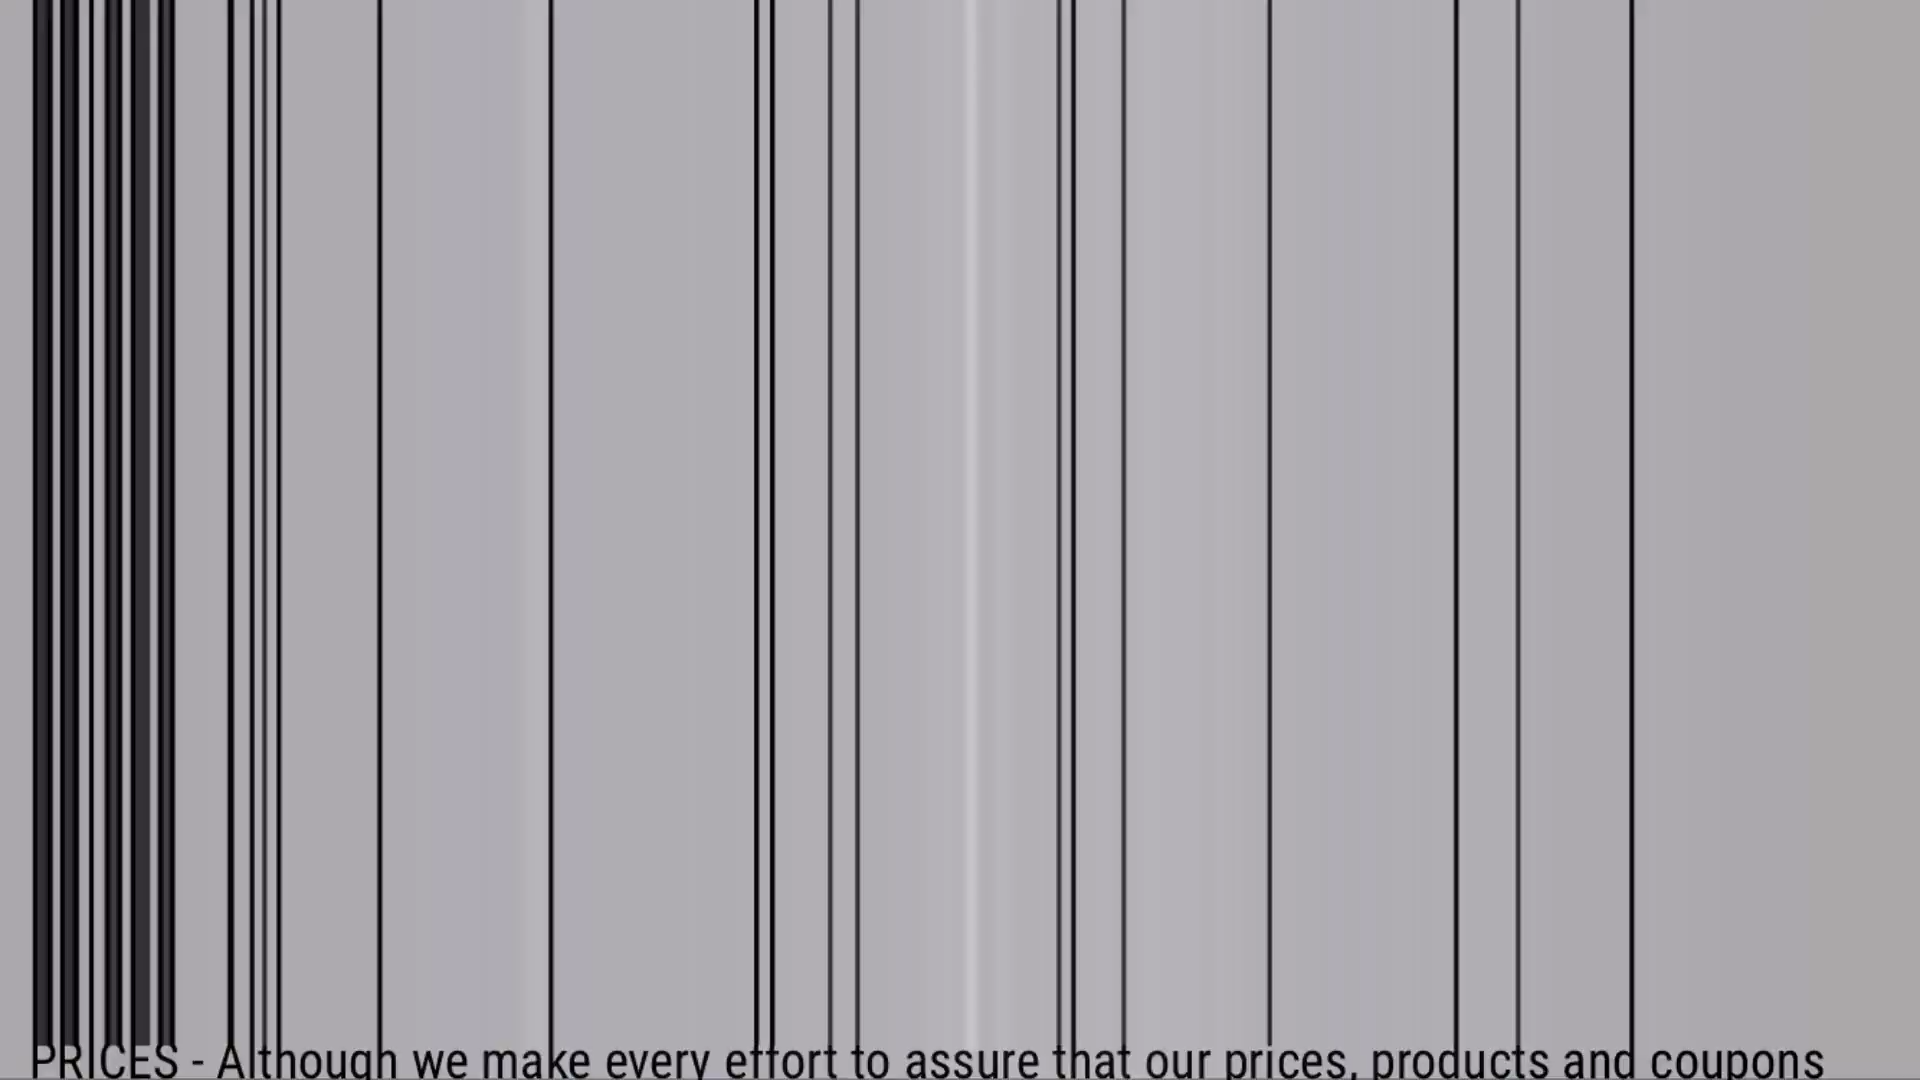 PRICES - Although we make every effort to assure that our prices, products and coupons